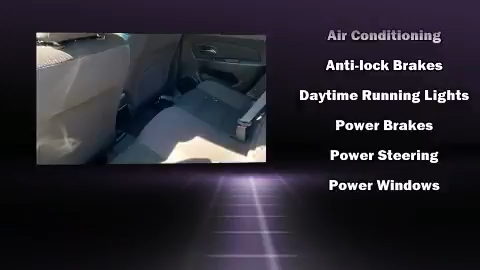 Air Conditioning
Anti-lock Brakes
Daytime Running Lights
Power Brakes
Power Steering
Power Windows